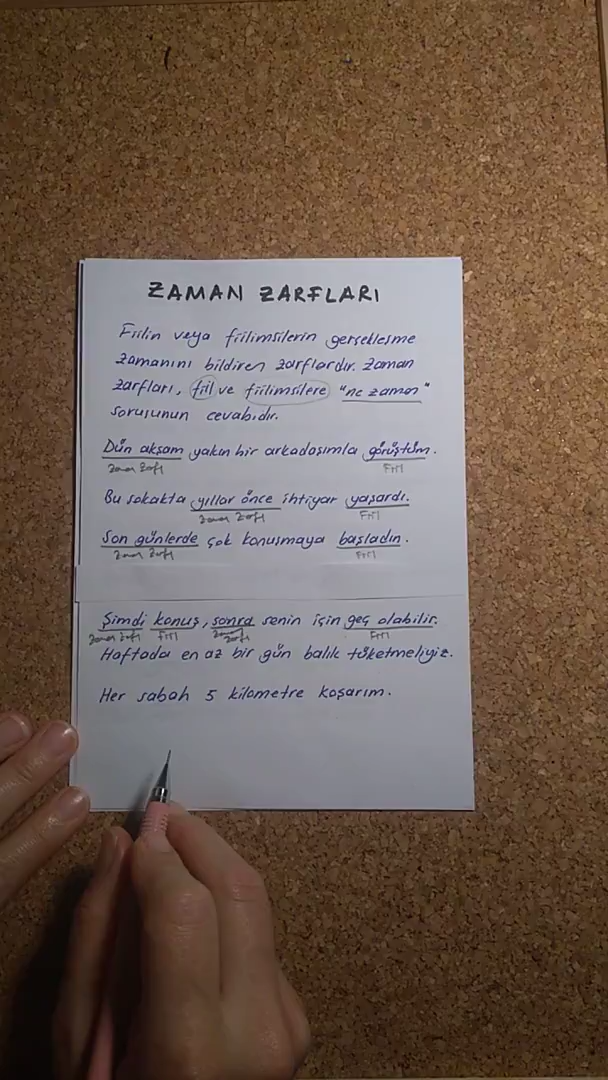 ZAMAN ZARFLARI
Fiilin veya fiilimsilerin gerçekleşme
zamanını bildiren zarflardır. Zaman
zarfları, fiil ve fiilimsilere "ne zaman"
sorusunun cevabıdır.
Dün akşam yakın bir arkadaşımla görüştüm.
Zaman Zarfı Fiil
Bu sokakta yıllar önce ihtiyar yaşardı.
Zaman Zarfı Fiil
Son günlerde çok konuşmaya başladın.
Zaman Zarfı Fiil
Şimdi konuş, sonra senin için geç olabilir.
Zaman Zarfı Fiil Zaman Zarfı Fiil
Haftada en az bir gün balık tüketmeliyiz.
Her sabah 5 kilometre koşarım.